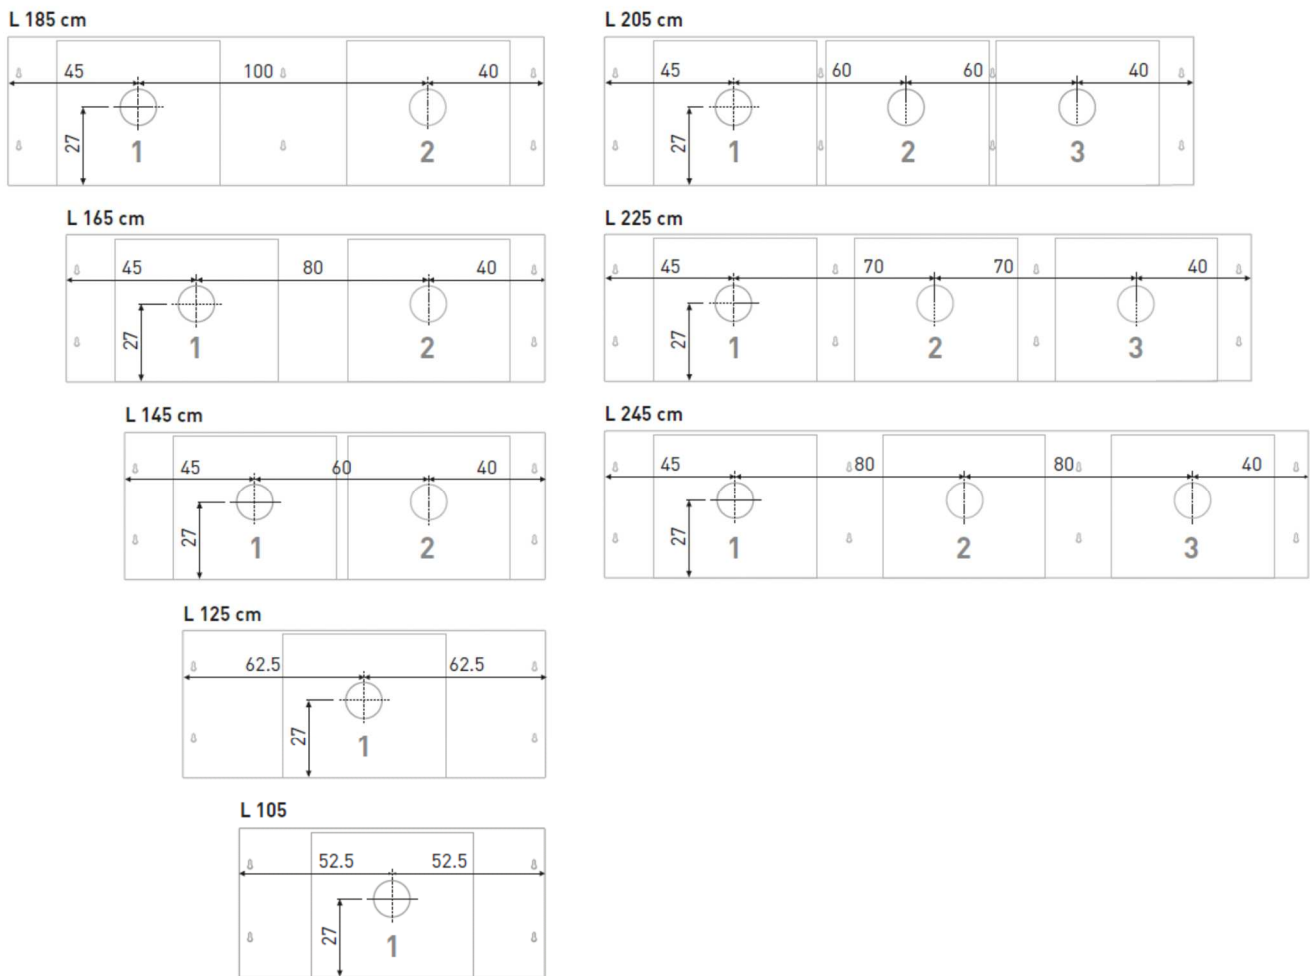 L 185 cm
45 100 40
27
1 2
L 165 cm
45 80 40
27
1 2
L 145 cm
45 60 40
27
1 2
L 125 cm
62.5 62.5
27
1
L 105
52.5 52.5
27
1
L 205 cm
45 60 60 40
27
1 2 3
L 225 cm
45 70 70 40
27
1 2 3
L 245 cm
45 80 80 40
27
1 2 3